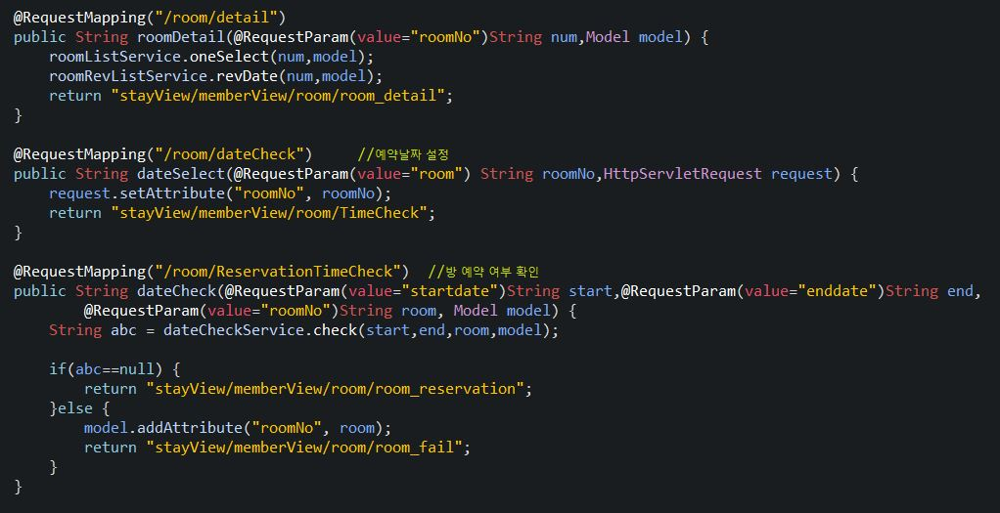 @RequestMapping("/room/detail")
public String roomDetail(@RequestParam(value="roomNo")String num,Model model) {
    roomListService.oneSelect(num,model);
    roomRevListService.revDate(num,model);
    return "stayView/memberView/room/room_detail";
}
@RequestMapping("/room/dateCheck")     //예약날짜 설정
public String dateSelect(@RequestParam(value="room") String roomNo,HttpServletRequest request) {
    request.setAttribute("roomNo", roomNo);
    return "stayView/memberView/room/TimeCheck";
}
@RequestMapping("/room/ReservationTimeCheck")  //방 예약 여부 확인
public String dateCheck(@RequestParam(value="startdate")String start,@RequestParam(value="enddate")String end,
        @RequestParam(value="roomNo")String room, Model model) {
    String abc = dateCheckService.check(start,end,room,model);
    if(abc==null) {
        return "stayView/memberView/room/room_reservation";
    }else {
        model.addAttribute("roomNo", room);
        return "stayView/memberView/room/room_fail";
    }
}